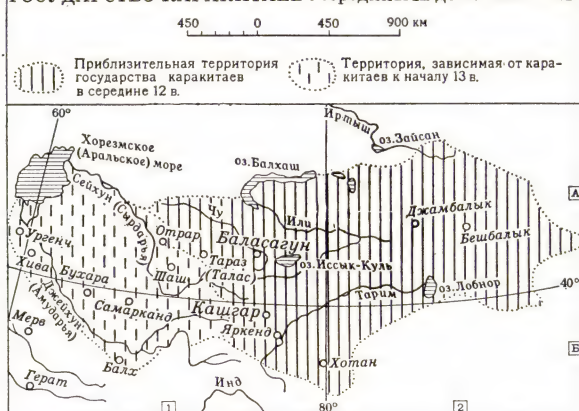 450 0 450 900 км
Приблизительная территория
государства каракитаев
в середине 12 в.
Территория, зависимая от кара-
китаев к началу 13 в.
60°
Хорезмское
(Аральское) море
Иртыш
оз. Зайсан
оз. Балхаш
Сейхун (Сырдарья)
А
Чу
Или
Джамбалык
Бешбалык
Отрар
Баласагун
Ургенч
Тараз
Хива
Шаш
(Талас)
оз. Иссык-Куль
Бухара
Джейхун
(Амударья)
Самарканд
Кашгар
Тарим
оз. Лобнор
40°
Мерв
Яркенд
Б
Балх
Хотан
Герат
Инд
1
80°
2